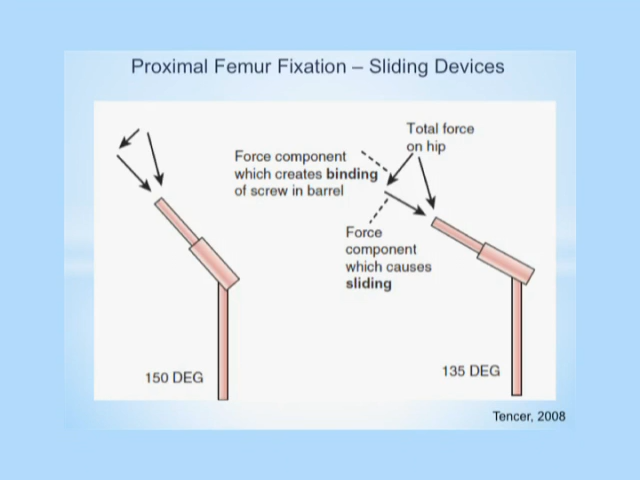 Proximal Femur Fixation – Sliding Devices
Total force
on hip
Force component
which creates binding
of screw in barrel
Force
component
which causes
sliding
150 DEG
135 DEG
Tencer, 2008